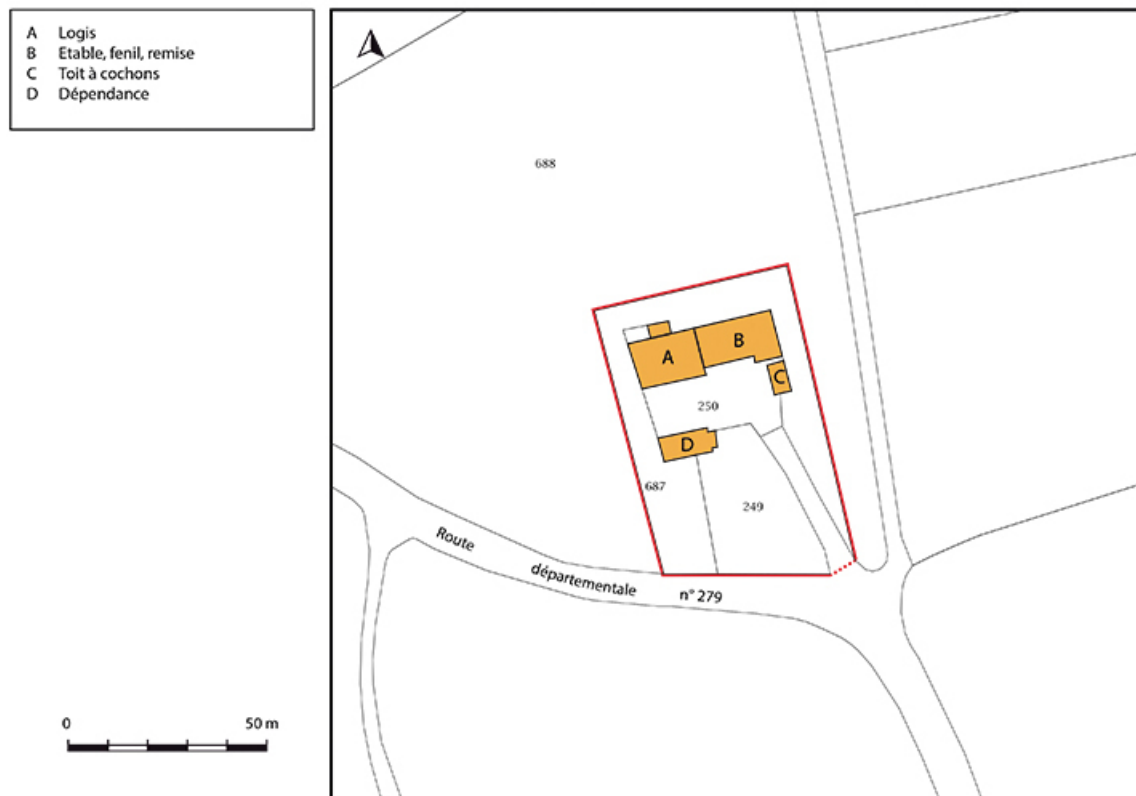 A Logis
B Etable, fenil, remise
C Toit à cochons
D Dépendance
688
A
B
C
250
D
687
249
Route
départementale
n° 279
0 50 m